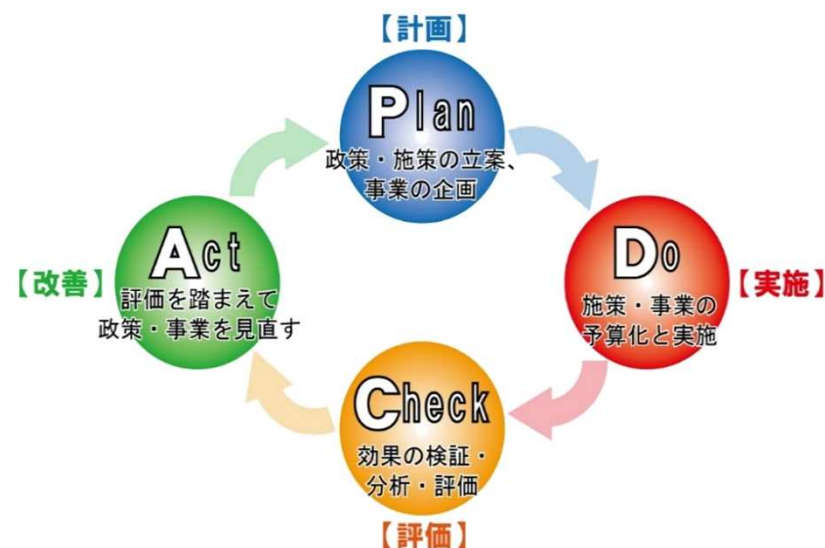 【計画】
Plan
政策・施策の立案、
事業の企画
Do
施策・事業の
予算化と実施
【実施】
Check
効果の検証・
分析・評価
【評価】
Act
評価を踏まえて
政策・事業を見直す
【改善】